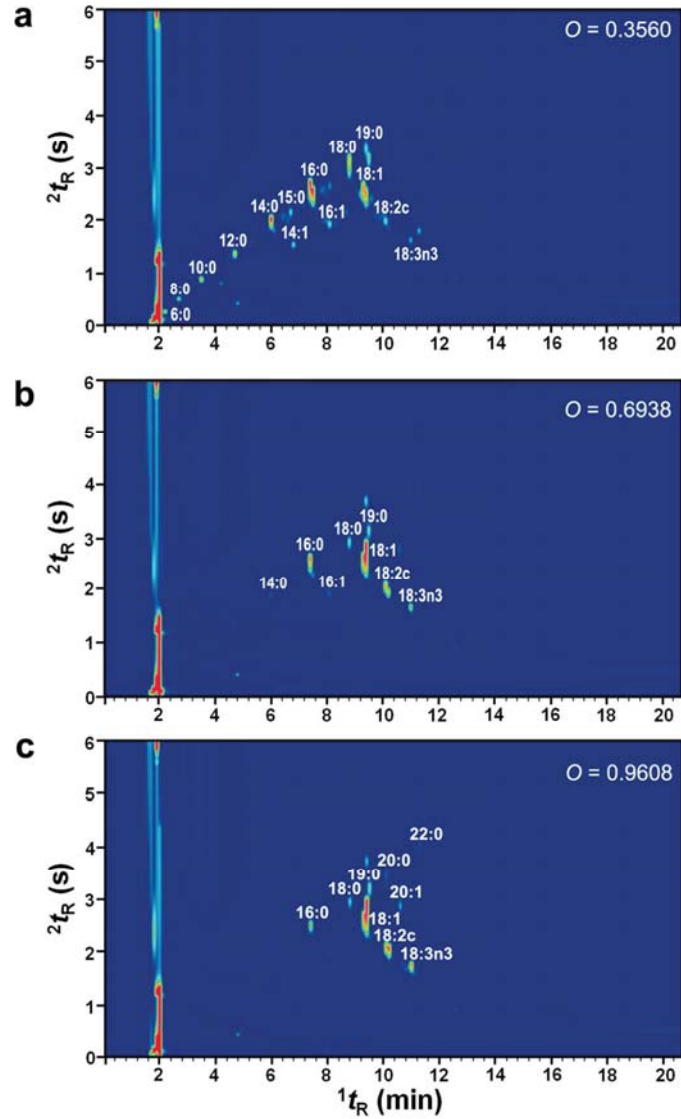 a
O = 0.3560
6
5
4
3
2
1
0
²tR (s)
19:0
18:0
16:0
18:1
15:0
14:0
16:1
18:2c
14:1
12:0
18:3n3
10:0
8:0
6:0
2 4 6 8 10 12 14 16 18 20
b
O = 0.6938
6
5
4
3
2
1
0
²tR (s)
19:0
18:0
16:0
18:1
18:2c
14:0
16:1
18:3n3
2 4 6 8 10 12 14 16 18 20
c
O = 0.9608
6
5
4
3
2
1
0
²tR (s)
22:0
20:0
19:0
18:0
20:1
16:0
18:1
18:2c
18:3n3
2 4 6 8 10 12 14 16 18 20
¹tR (min)